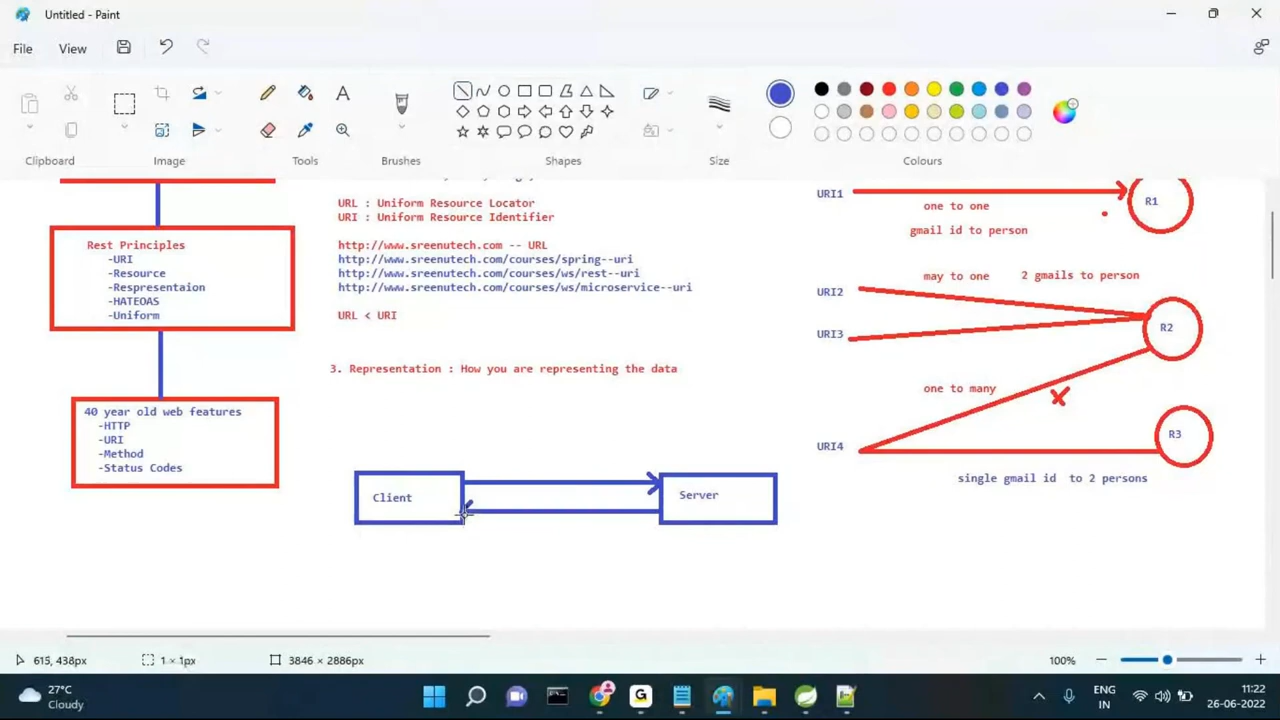 Untitled - Paint
File
View
Clipboard
Image
Tools
Brushes
Shapes
Size
Colours
Rest Principles
-URI
-Resource
-Respresentaion
-HATEOAS
-Uniform
40 year old web features
-HTTP
-URI
-Method
-Status Codes
URL : Uniform Resource Locator
URI : Uniform Resource Identifier
http://www.sreenutech.com -- URL
http://www.sreenutech.com/courses/spring--uri
http://www.sreenutech.com/courses/ws/rest--uri
http://www.sreenutech.com/courses/ws/microservice--uri
URL < URI
3. Representation : How you are representing the data
Client
Server
URI1
one to one
gmail id to person
R1
may to one
2 gmails to person
URI2
URI3
R2
one to many
URI4
R3
single gmail id to 2 persons
615, 438px
1 × 1px
3846 × 2886px
100%
27°C
Cloudy
ENG
IN
11:22
26-06-2022